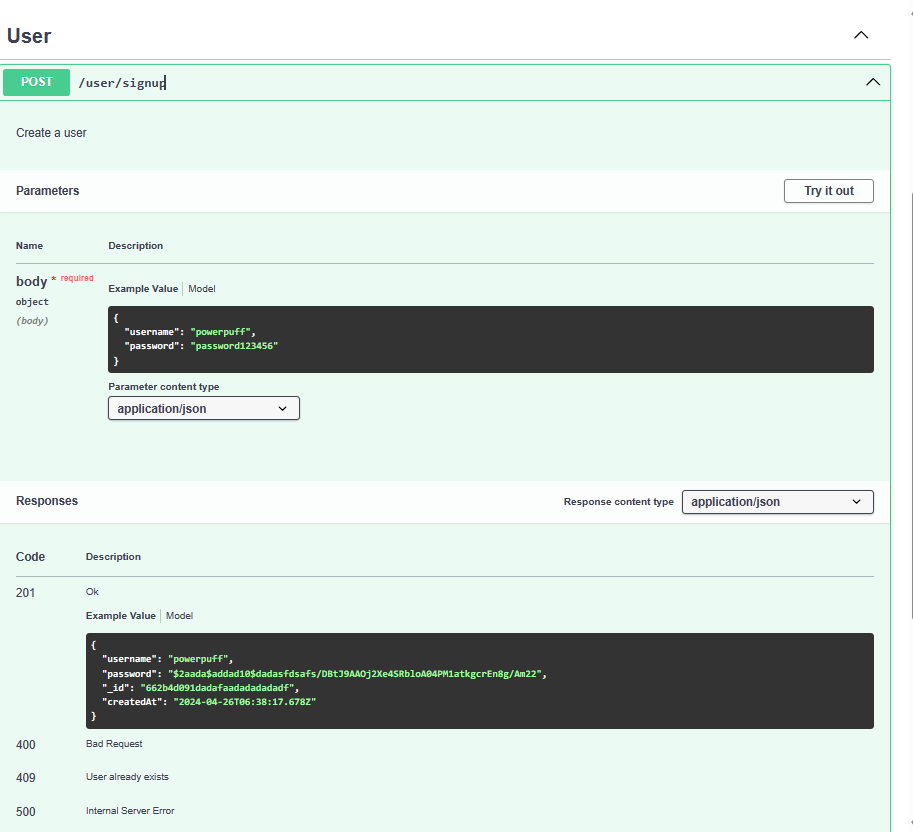 User
POST /user/signup
Create a user
Parameters Try it out
Name Description
body * required
object
(body)
Example Value Model
{
"username": "powerpuff",
"password": "password123456"
}
Parameter content type
application/json
Responses Response content type application/json
Code Description
201 Ok
Example Value Model
{
"username": "powerpuff",
"password": "$2aada$addad10$dadasfdsafs/DBtJ9AAOj2Xe4SRbloA04PM1atkgcrEn8g/Am22",
"_id": "662b4d091dadafaadadadadadf",
"createdAt": "2024-04-26T06:38:17.678Z"
}
400 Bad Request
409 User already exists
500 Internal Server Error